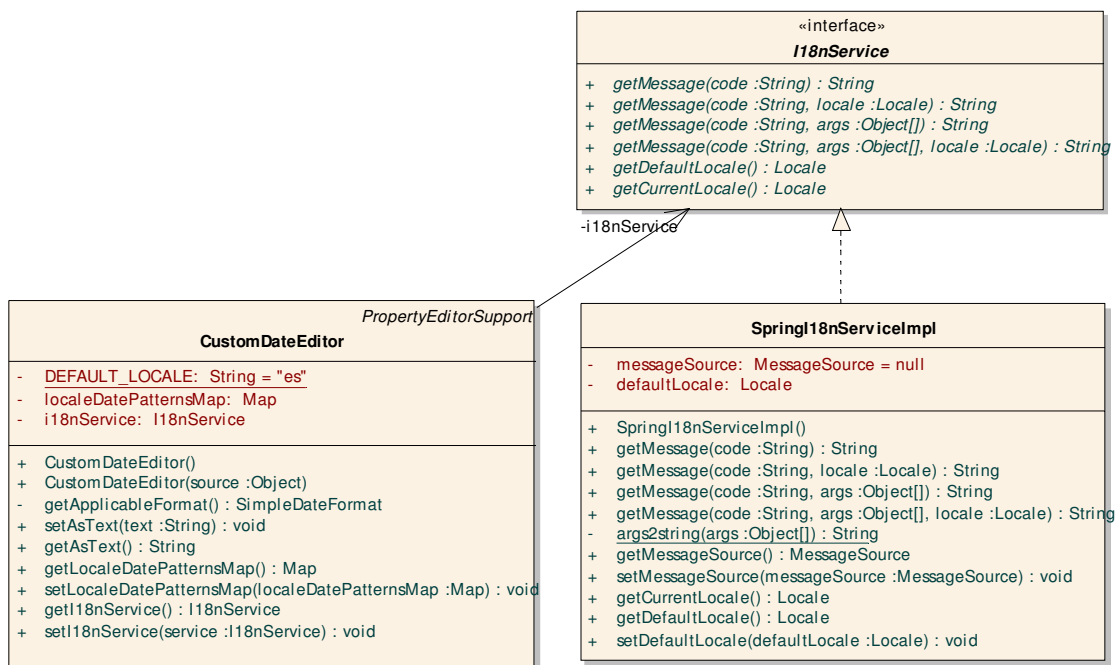 «interface»
I18nService
+ getMessage(code :String) : String
+ getMessage(code :String, locale :Locale) : String
+ getMessage(code :String, args :Object[]) : String
+ getMessage(code :String, args :Object[], locale :Locale) : String
+ getDefaultLocale() : Locale
+ getCurrentLocale() : Locale
-i18nService
PropertyEditorSupport
CustomDateEditor
- DEFAULT_LOCALE: String = "es"
- localeDatePatternsMap: Map
- i18nService: I18nService
+ CustomDateEditor()
+ CustomDateEditor(source :Object)
- getApplicableFormat() : SimpleDateFormat
+ setAsText(text :String) : void
+ getAsText() : String
+ getLocaleDatePatternsMap() : Map
+ setLocaleDatePatternsMap(localeDatePatternsMap :Map) : void
+ getI18nService() : I18nService
+ setI18nService(service :I18nService) : void
SpringI18nServiceImpl
- messageSource: MessageSource = null
- defaultLocale: Locale
+ SpringI18nServiceImpl()
+ getMessage(code :String) : String
+ getMessage(code :String, locale :Locale) : String
+ getMessage(code :String, args :Object[]) : String
+ getMessage(code :String, args :Object[], locale :Locale) : String
- args2string(args :Object[]) : String
+ getMessageSource() : MessageSource
+ setMessageSource(messageSource :MessageSource) : void
+ getCurrentLocale() : Locale
+ getDefaultLocale() : Locale
+ setDefaultLocale(defaultLocale :Locale) : void